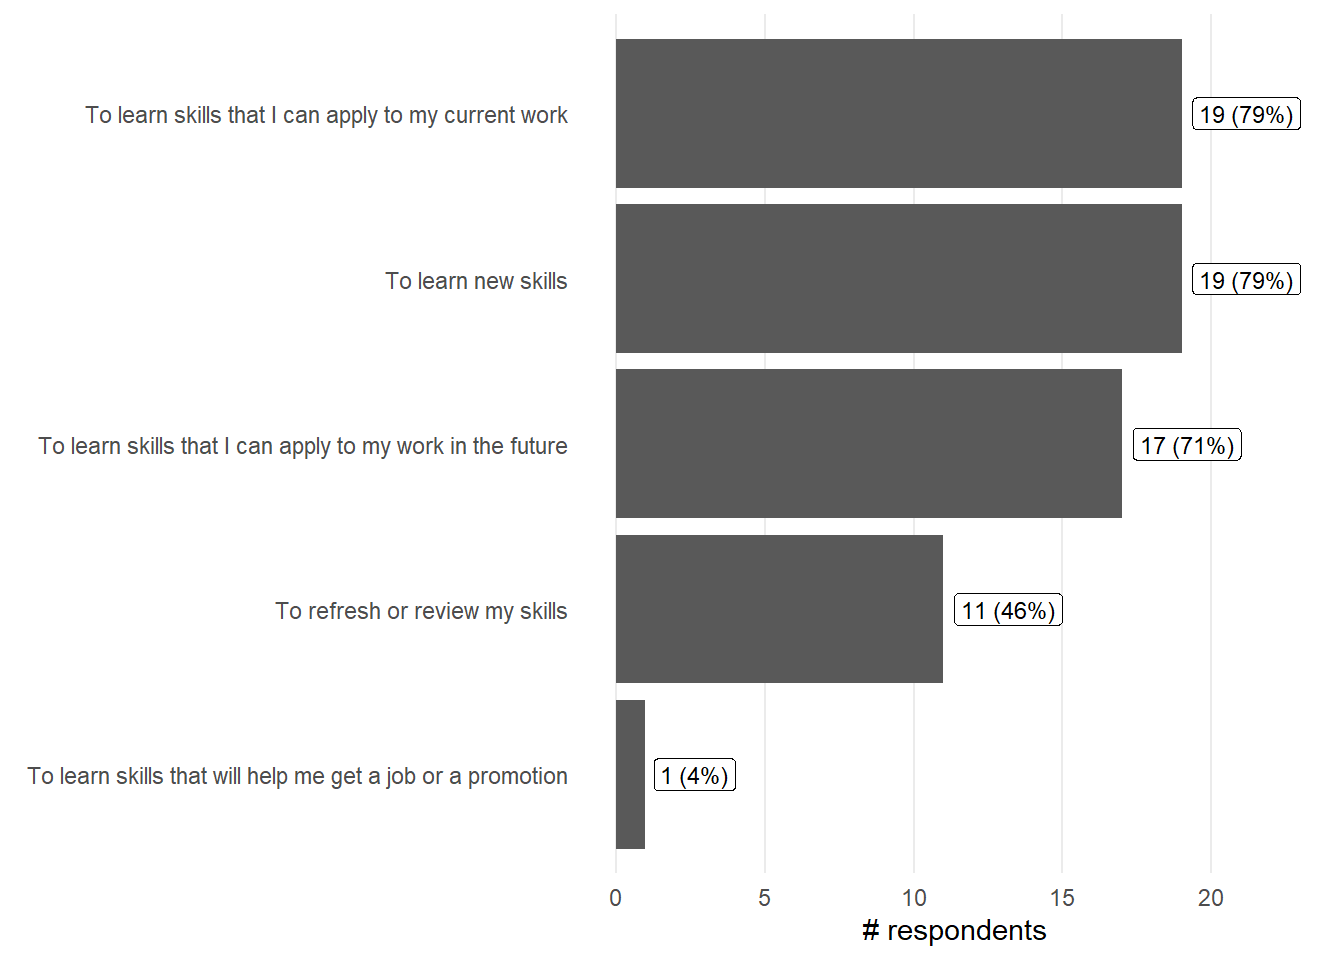 To learn skills that I can apply to my current work
19 (79%)
To learn new skills
19 (79%)
To learn skills that I can apply to my work in the future
17 (71%)
To refresh or review my skills
11 (46%)
To learn skills that will help me get a job or a promotion
1 (4%)
0 5 10 15 20
# respondents